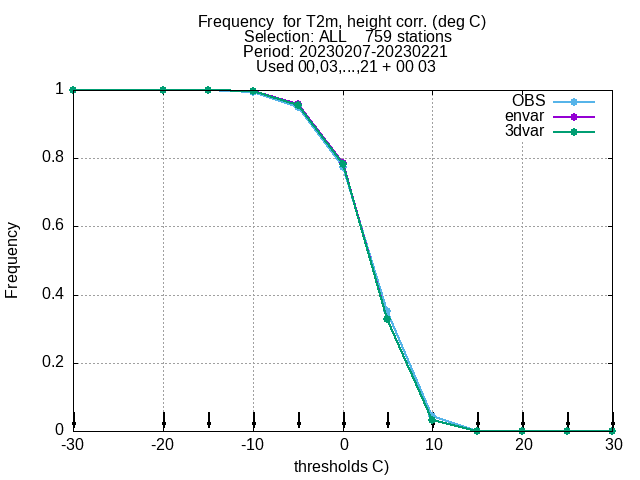 Frequency  for T2m, height corr. (deg C)
Selection: ALL    759 stations
Period: 20230207-20230221
Used 00,03,...,21 + 00 03
OBS
envar
3dvar
1
0.8
0.6
0.4
0.2
0
Frequency
-30 -20 -10 0 10 20 30
thresholds C)